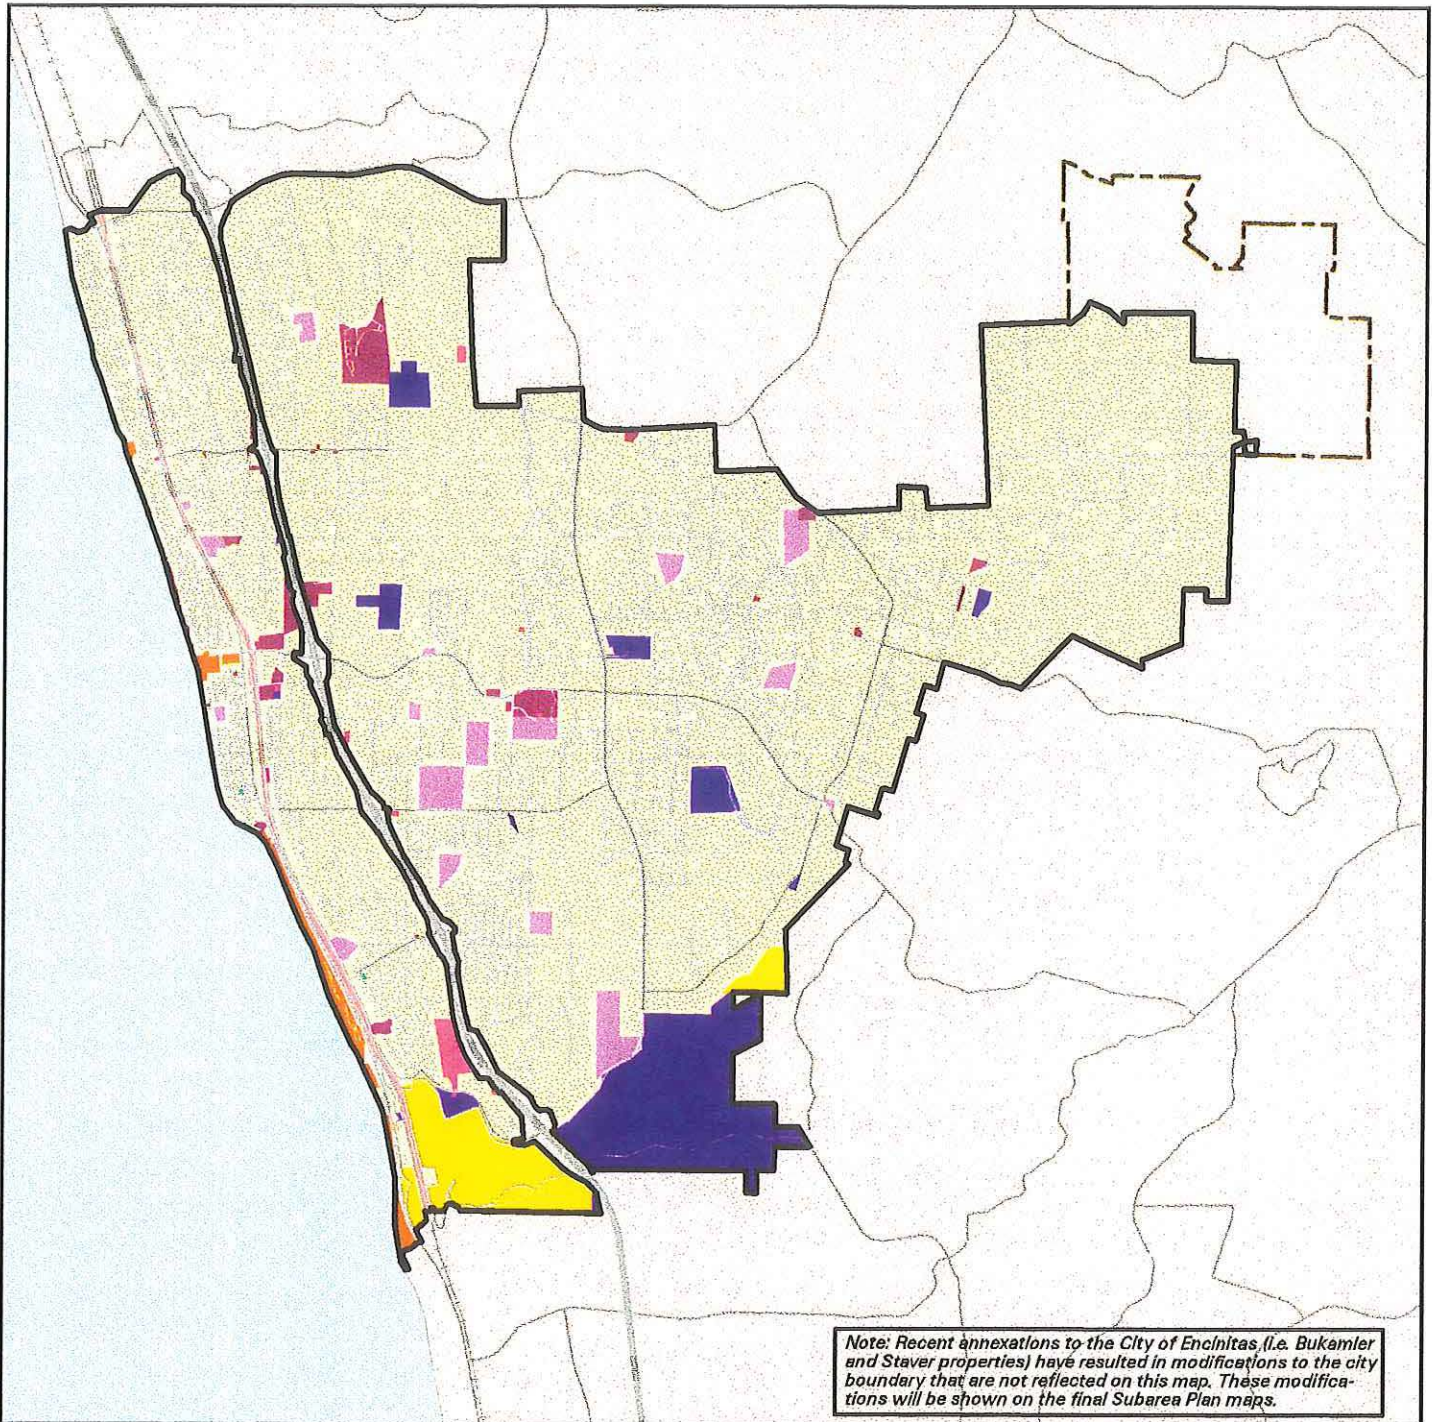 Note: Recent annexations to the City of Encinitas (i.e. Bukamier
and Staver properties) have resulted in modifications to the city
boundary that are not reflected on this map. These modifica-
tions will be shown on the final Subarea Plan maps.